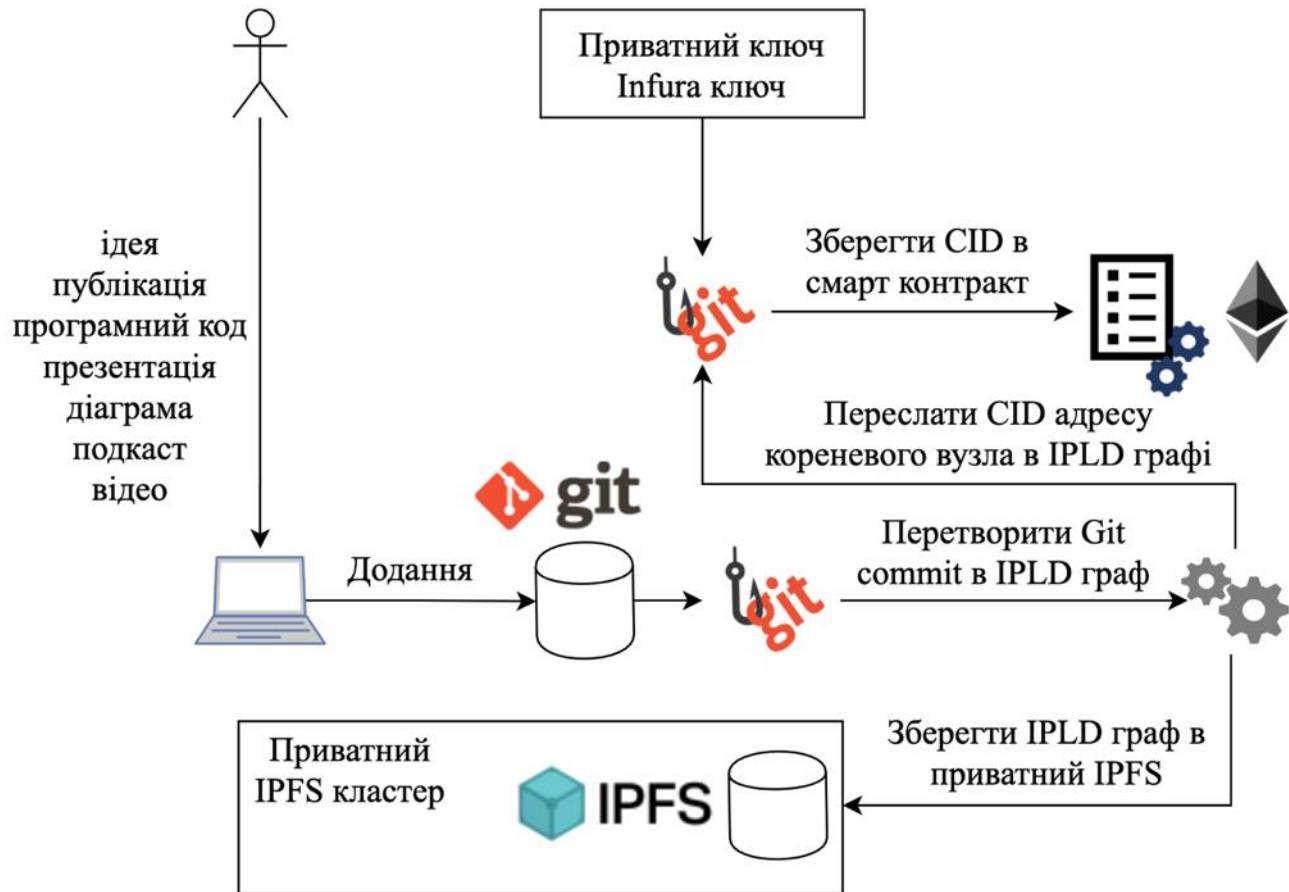 Приватний ключ
Infura ключ
ідея
публікація
програмний код
презентація
діаграма
подкаст
відео
Зберегти CID в
смарт контракт
git
Переслати CID адресу
кореневого вузла в IPLD графі
git
Додання
Перетворити Git
commit в IPLD граф
git
Зберегти IPLD граф в
приватний IPFS
Приватний
IPFS кластер
IPFS